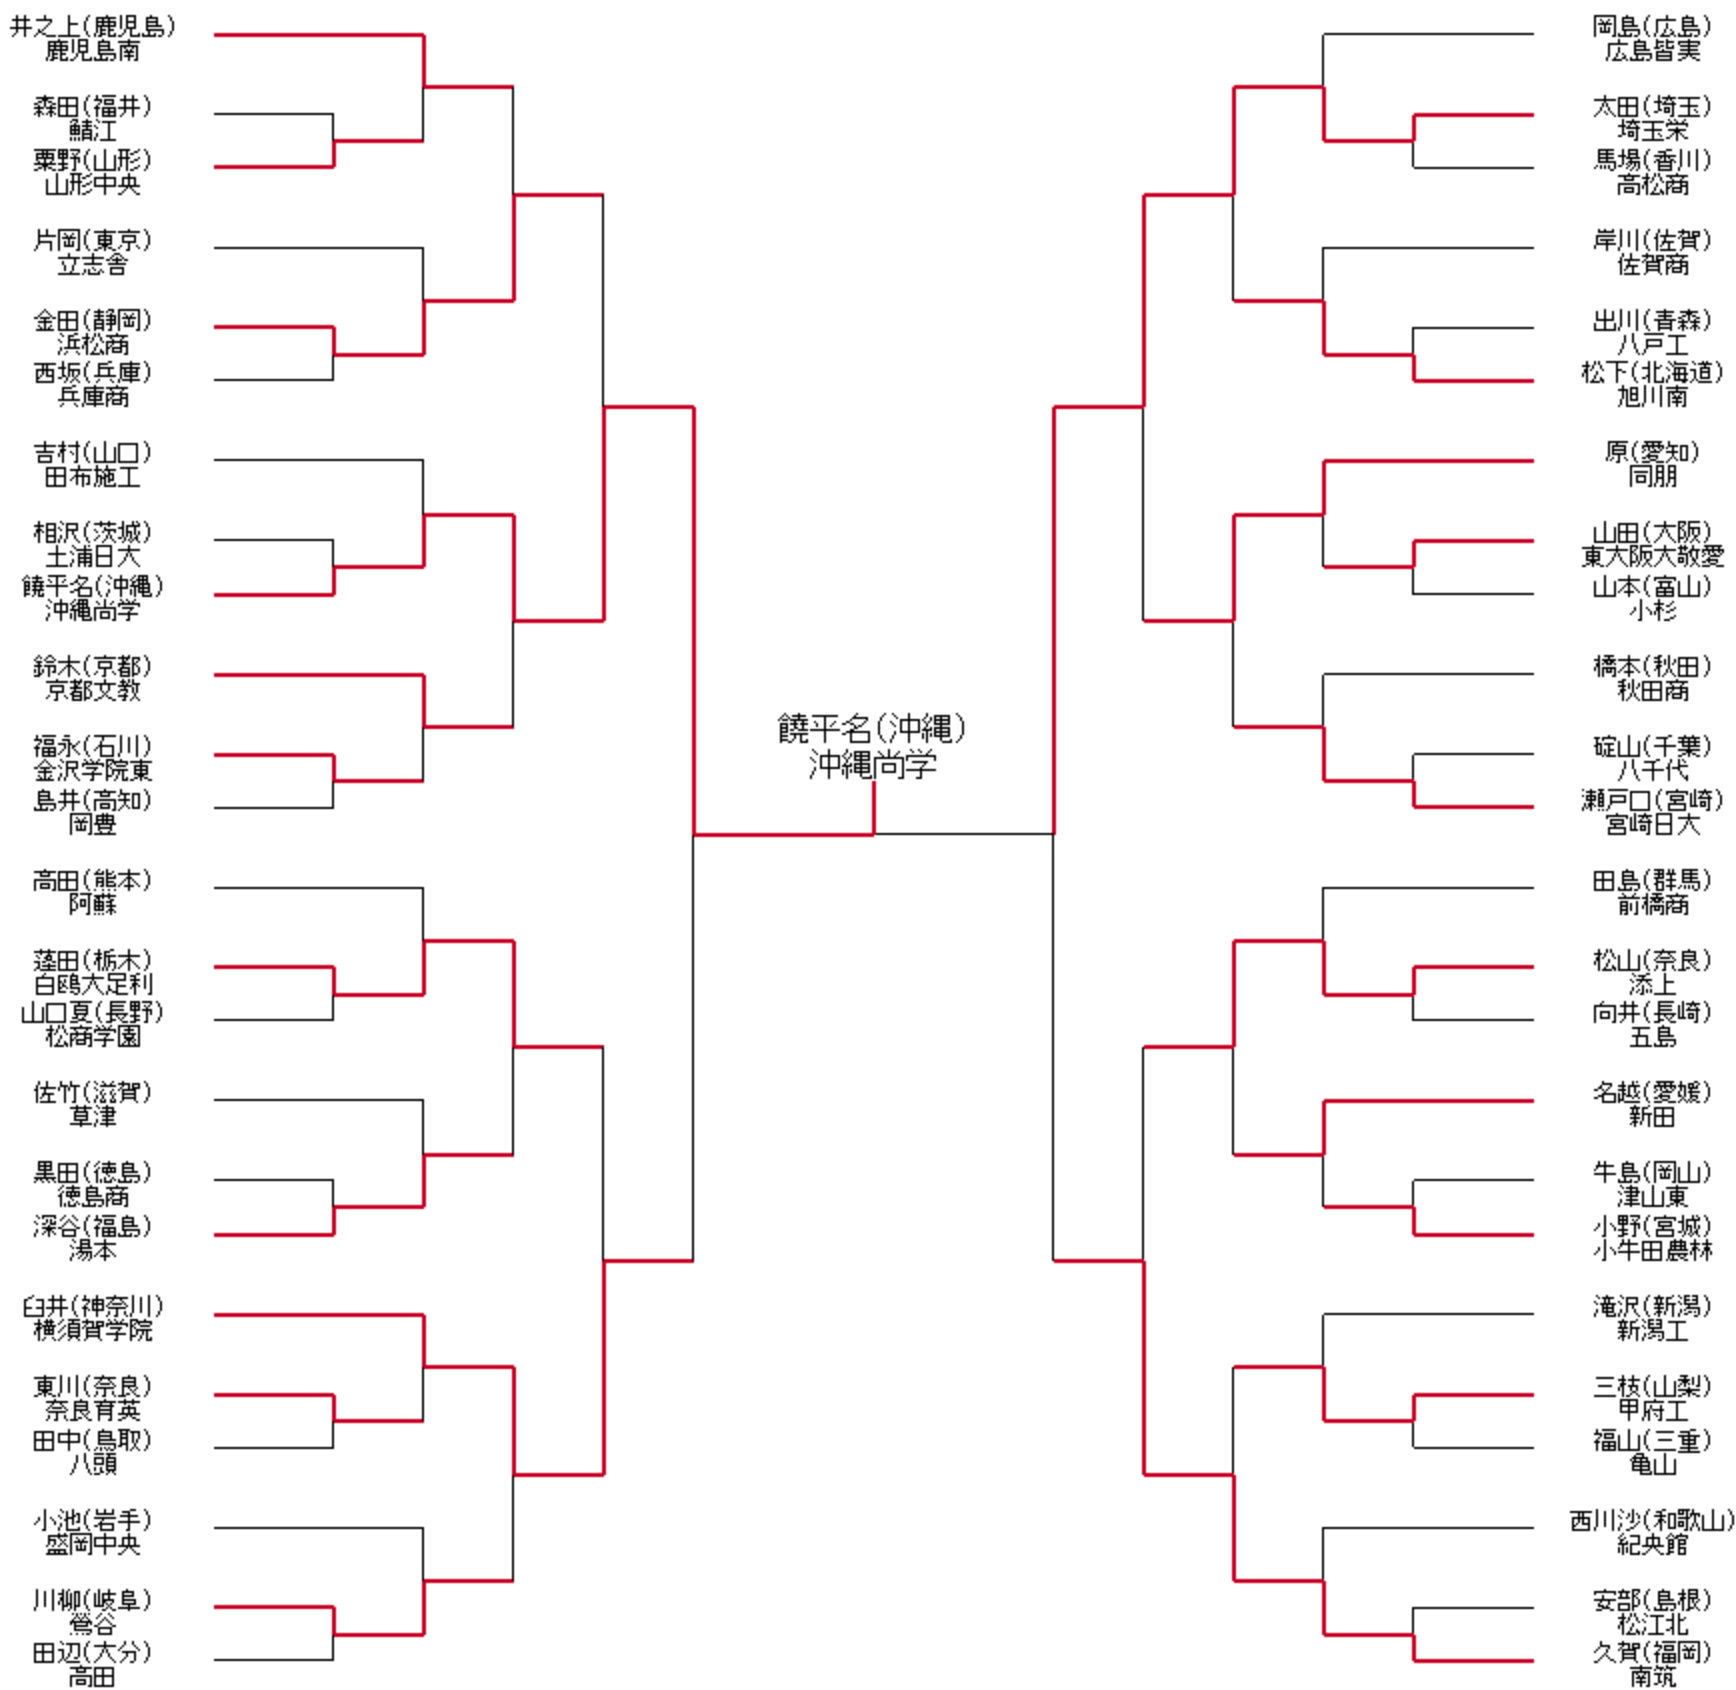 井之上(鹿児島)
鹿児島南
森田(福井)
鯖江
粟野(山形)
山形中央
片岡(東京)
立志舎
金田(静岡)
浜松商
西坂(兵庫)
兵庫商
吉村(山口)
田布施工
相沢(茨城)
土浦日大
饒平名(沖縄)
沖縄尚学
鈴木(京都)
京都文教
福永(石川)
金沢学院東
島井(高知)
岡豊
高田(熊本)
阿蘇
蓬田(栃木)
白鴎大足利
山口夏(長野)
松商学園
佐竹(滋賀)
草津
黒田(徳島)
徳島商
深谷(福島)
湯本
臼井(神奈川)
横須賀学院
東川(奈良)
奈良育英
田中(鳥取)
八頭
小池(岩手)
盛岡中央
川柳(岐阜)
鶯谷
田辺(大分)
高田
饒平名(沖縄)
沖縄尚学
岡島(広島)
広島皆実
太田(埼玉)
埼玉栄
馬場(香川)
高松商
岸川(佐賀)
佐賀商
出川(青森)
八戸工
松下(北海道)
旭川南
原(愛知)
同朋
山田(大阪)
東大阪大敬愛
山本(富山)
小杉
橋本(秋田)
秋田商
碇山(千葉)
八千代
瀬戸口(宮崎)
宮崎日大
田島(群馬)
前橋商
松山(奈良)
添上
向井(長崎)
五島
名越(愛媛)
新田
牛島(岡山)
津山東
小野(宮城)
小牛田農林
滝沢(新潟)
新潟工
三枝(山梨)
甲府工
福山(三重)
亀山
西川沙(和歌山)
紀央館
安部(島根)
松江北
久賀(福岡)
南筑